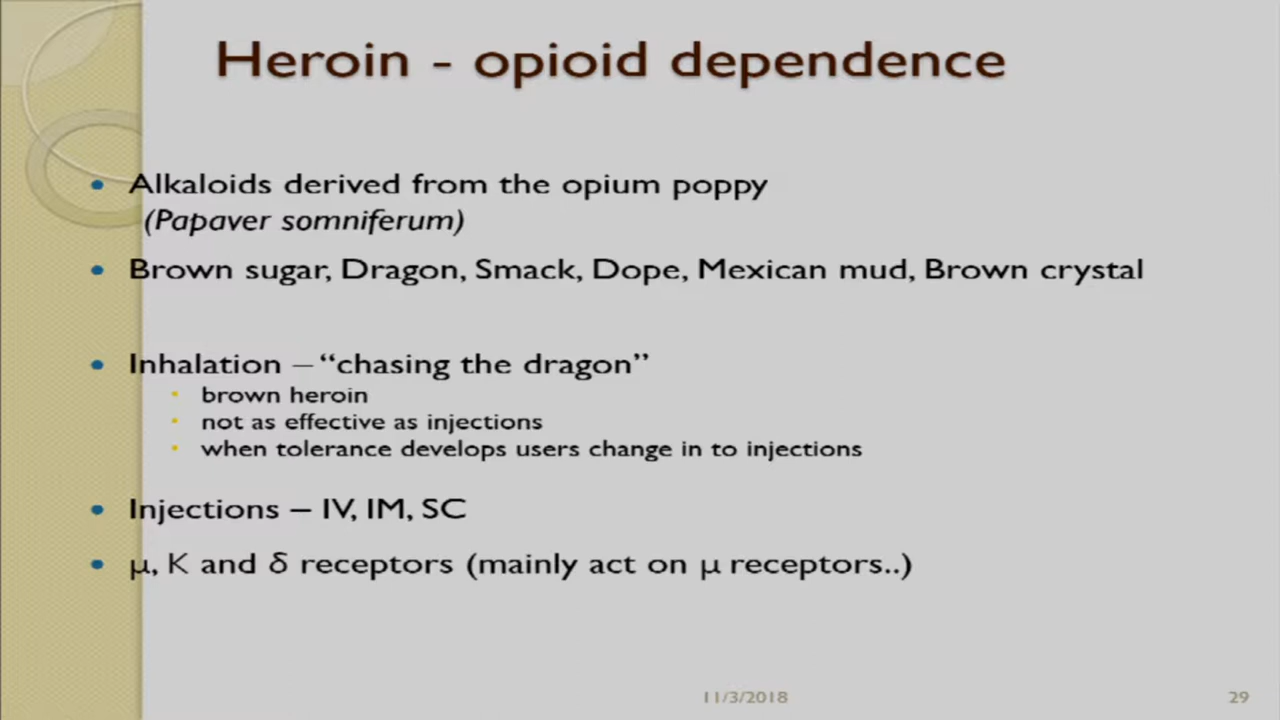 Heroin - opioid dependence
• Alkaloids derived from the opium poppy
(Papaver somniferum)
• Brown sugar, Dragon, Smack, Dope, Mexican mud, Brown crystal
• Inhalation – “chasing the dragon”
• brown heroin
• not as effective as injections
• when tolerance develops users change in to injections
• Injections – IV, IM, SC
• μ, K and δ receptors (mainly act on μ receptors..)
11/3/2018
29